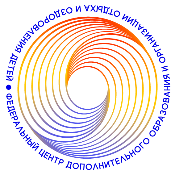 ФЕДЕРАЛЬНЫЙ ЦЕНТР ДОПОЛНИТЕЛЬНОГО ОБРАЗОВАНИЯ И ОРГАНИЗАЦИИ ОТДЫХА И ОЗДОРОВЛЕНИЯ ДЕТЕЙ